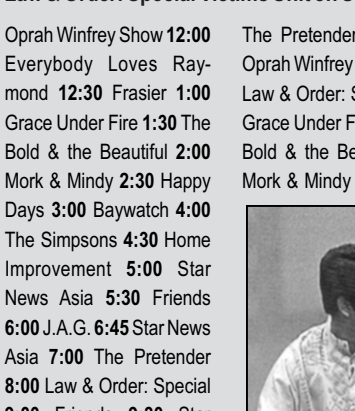 Oprah Winfrey Show 12:00
Everybody Loves Ray-
mond 12:30 Frasier 1:00
Grace Under Fire 1:30 The
Bold & the Beautiful 2:00
Mork & Mindy 2:30 Happy
Days 3:00 Baywatch 4:00
The Simpsons 4:30 Home
Improvement 5:00 Star
News Asia 5:30 Friends
6:00 J.A.G. 6:45 Star News
Asia 7:00 The Pretender
8:00 Law & Order: Special
The Pretender
Oprah Winfrey
Law & Order:
Grace Under
Bold & the
Mork & Mindy